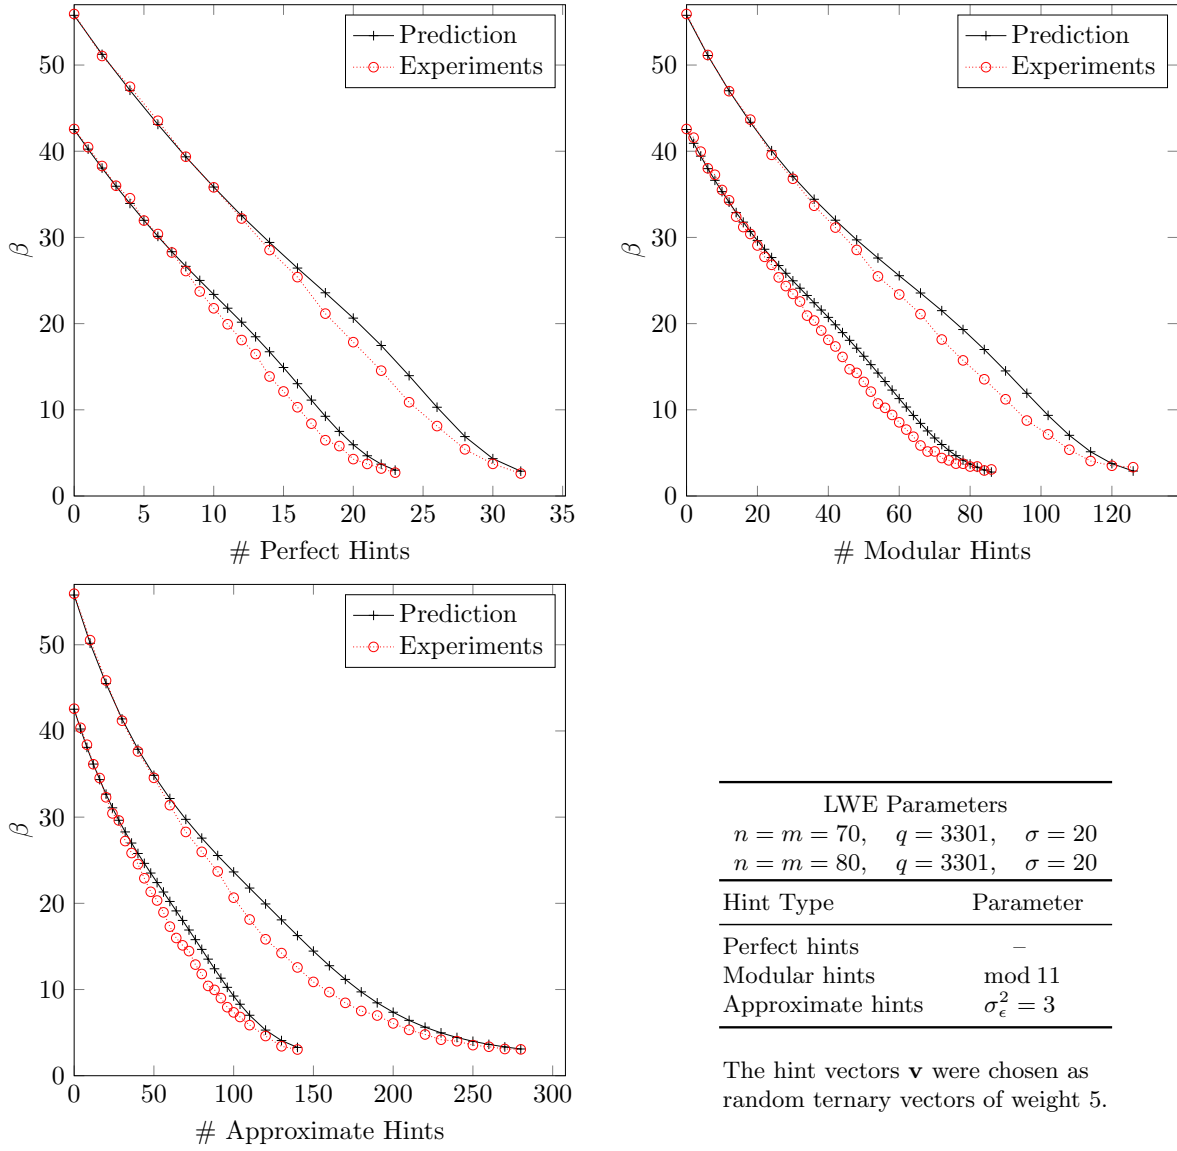 Prediction
Experiments
0
10
20
30
40
50
β
0
5
10
15
20
25
30
35
# Perfect Hints
Prediction
Experiments
0
10
20
30
40
50
β
0
20
40
60
80
100
120
# Modular Hints
Prediction
Experiments
0
10
20
30
40
50
β
0
50
100
150
200
250
300
# Approximate Hints
LWE Parameters
n = m = 70, q = 3301, σ = 20
n = m = 80, q = 3301, σ = 20
Hint Type Parameter
Perfect hints –
Modular hints mod 11
Approximate hints σ_ϵ^2 = 3
The hint vectors v were chosen as
random ternary vectors of weight 5.